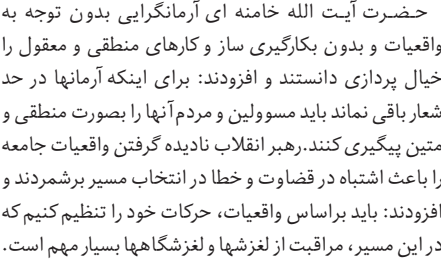 حضرت آیت الله خامنه ای آرمانگرایی بدون توجه به
واقعیات و بدون بکارگیری ساز و کارهای منطقی و معقول را
خیال پردازی دانستند و افزودند: برای اینکه آرمانها در حد
شعار باقی نماند باید مسوولین و مردم آنها را بصورت منطقی و
متین پیگیری کنند.رهبر انقلاب نادیده گرفتن واقعیات جامعه
را باعث اشتباه در قضاوت و خطا در انتخاب مسیر برشمردند و
افزودند: باید براساس واقعیات، حرکات خود را تنظیم کنیم که
در این مسیر، مراقبت از لغزشها و لغزشگاهها بسیار مهم است.